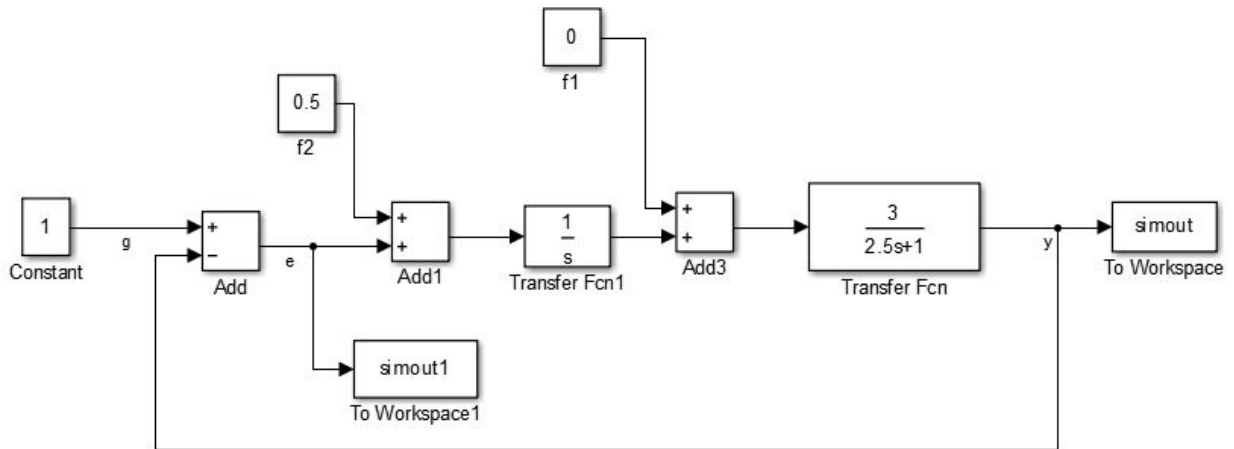 0
f1
0.5
f2
1
Constant
g
+
−
Add
e
+
+
Add1
1
s
Transfer Fcn1
+
+
Add3
3
2.5s+1
Transfer Fcn
y
simout
To Workspace
simout1
To Workspace1